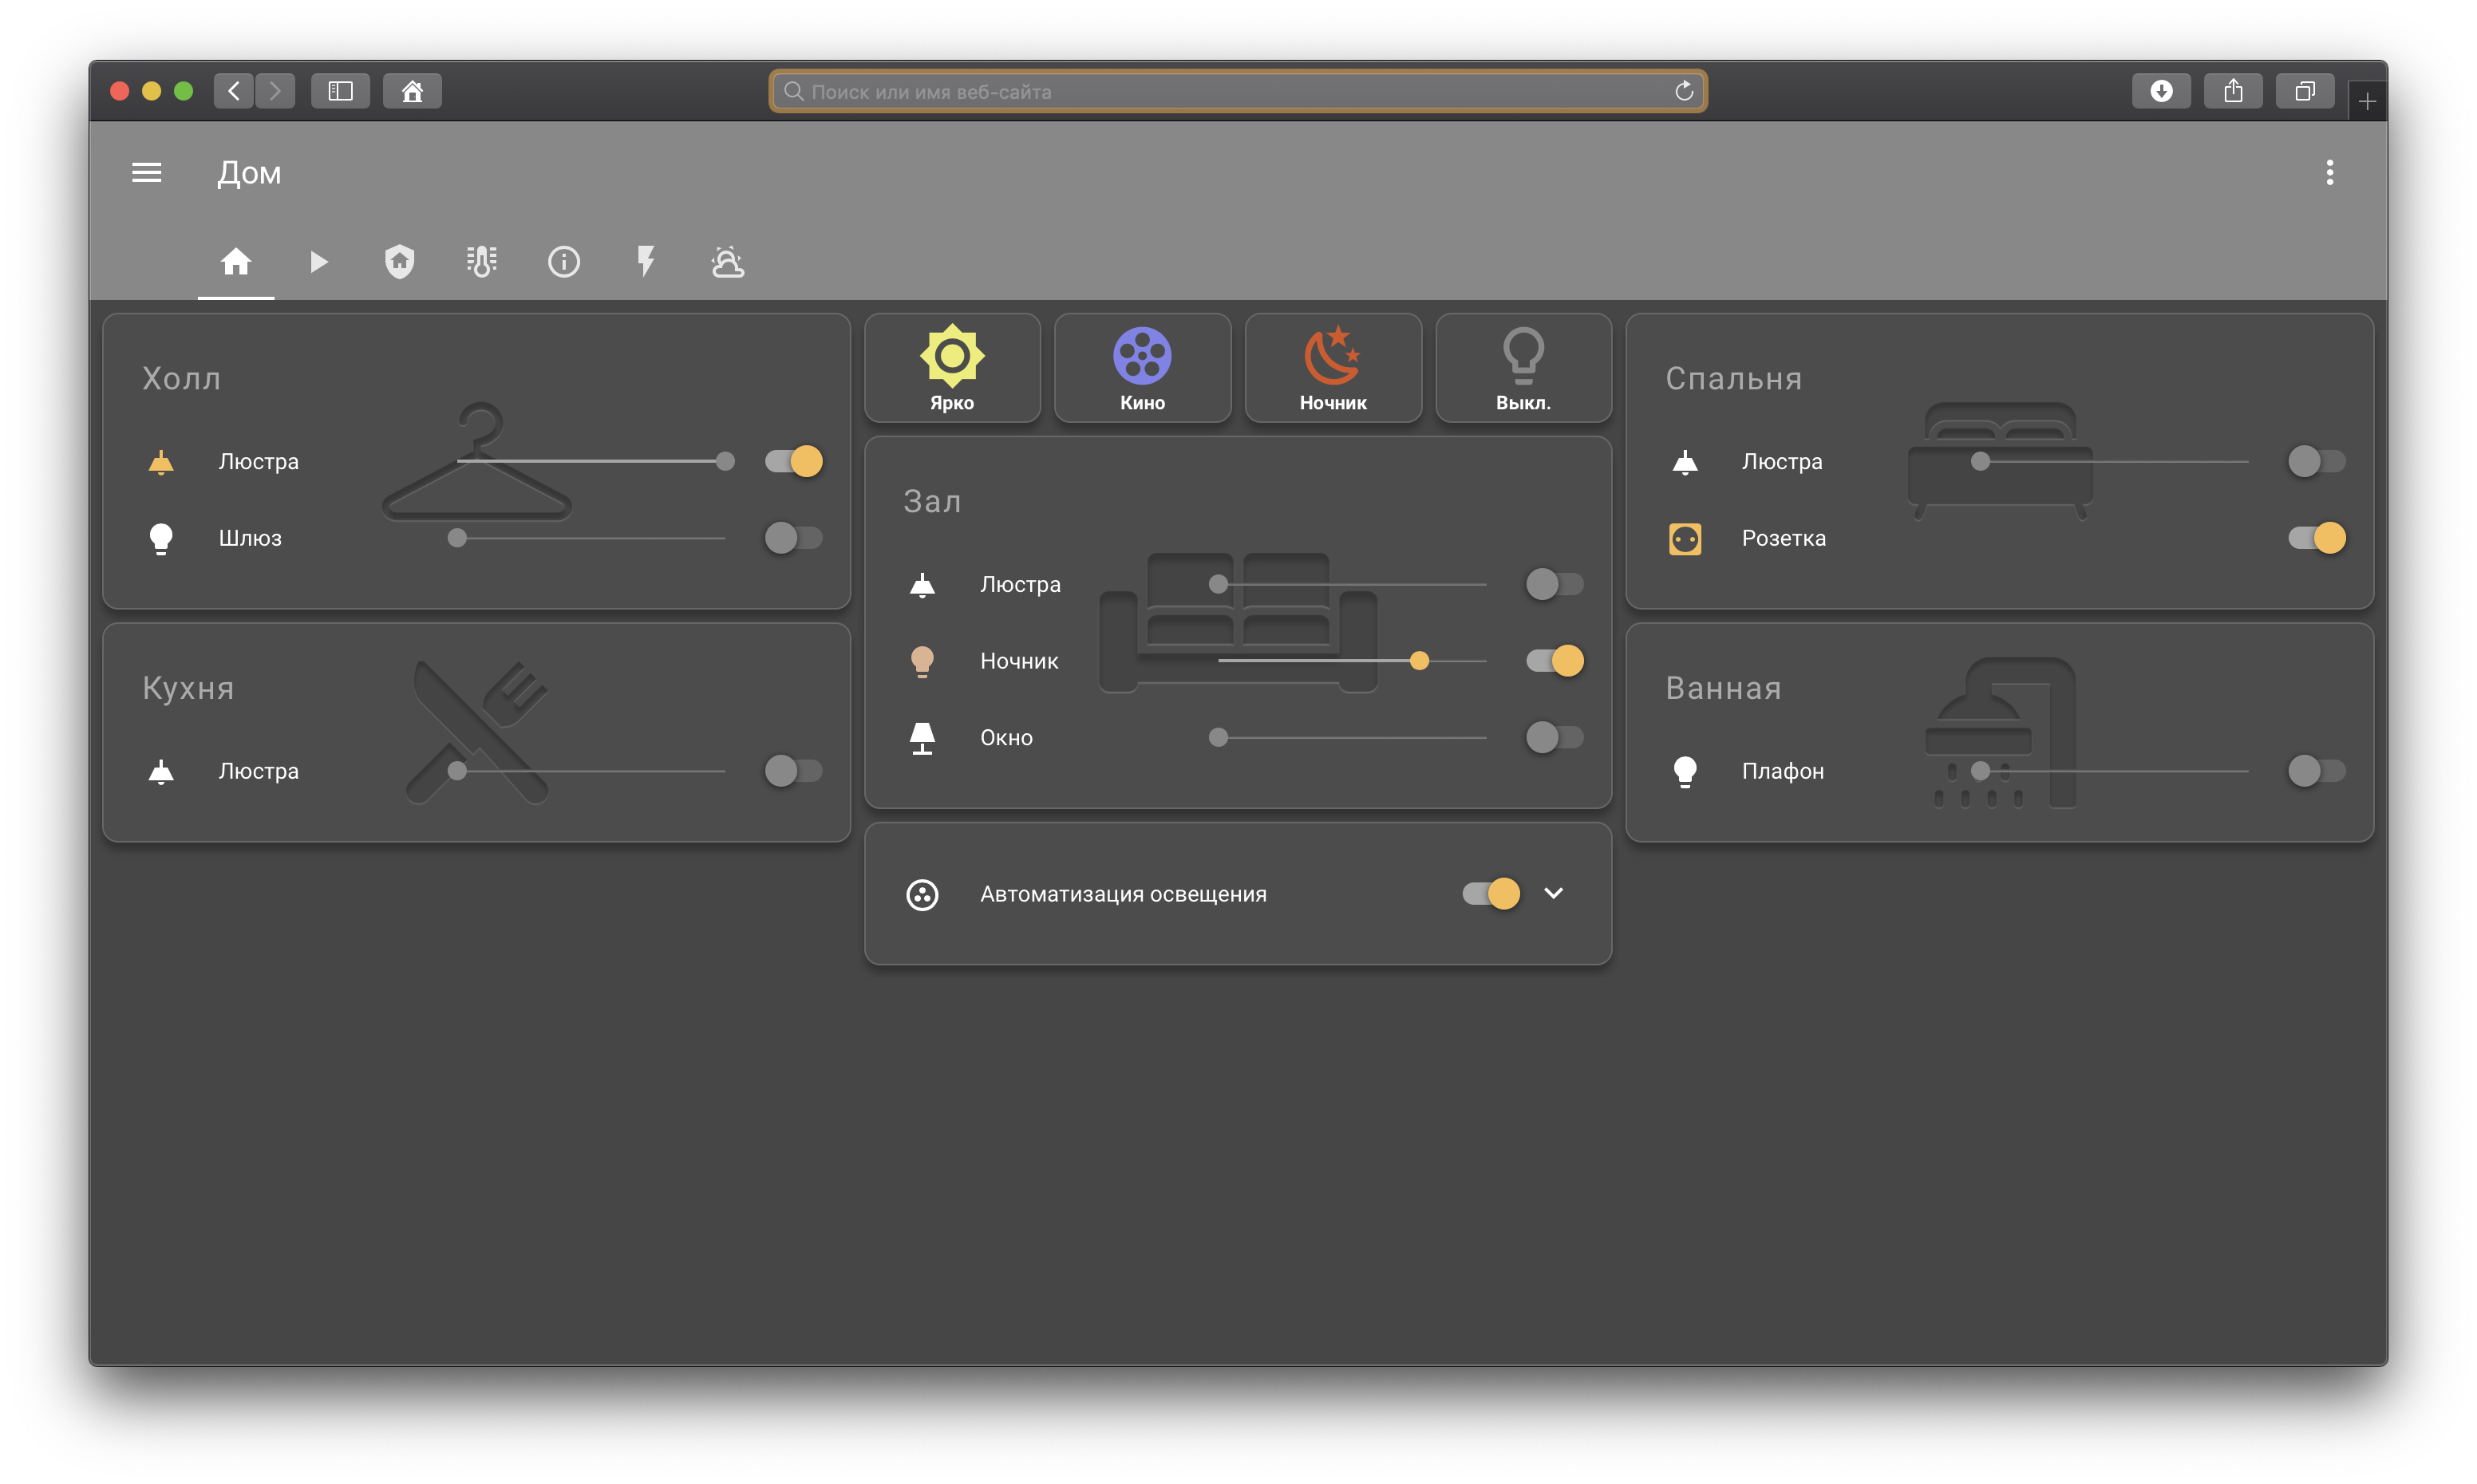 Поиск или имя веб-сайта
Дом
Холл
Люстра
Шлюз
Кухня
Люстра
Ярко
Кино
Ночник
Выкл.
Зал
Люстра
Ночник
Окно
Автоматизация освещения
Спальня
Люстра
Розетка
Ванная
Плафон